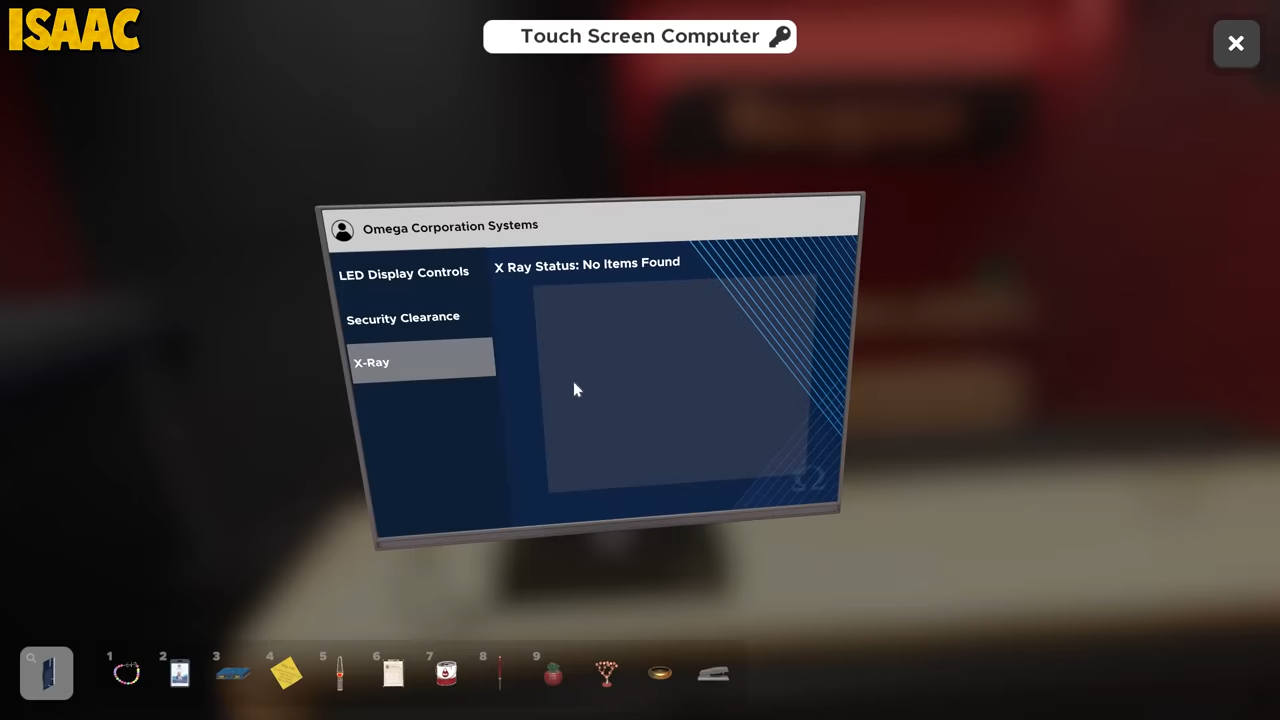 ISAAC
Touch Screen Computer
Omega Corporation Systems
LED Display Controls
X Ray Status: No Items Found
Security Clearance
X-Ray
Ω
1 2 3 4 5 6 7 8 9